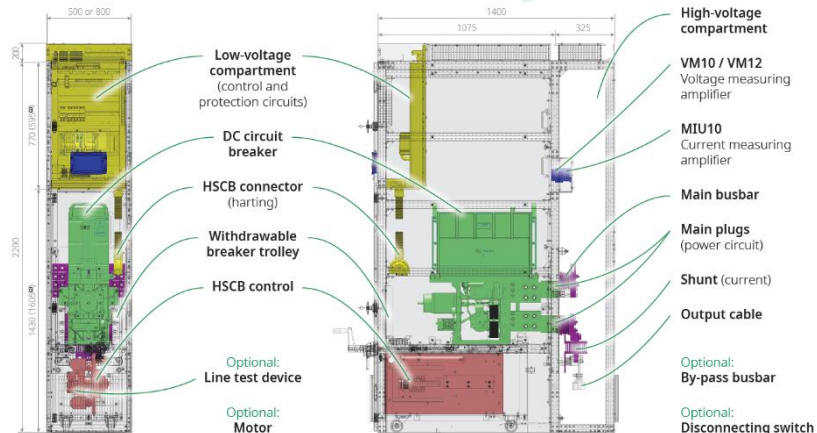 500 or 800
1400
1075
325
200
770 (595*)
2200
1430 (1605*)
Low-voltage
compartment
(control and
protection circuits)
DC circuit
breaker
HSCB connector
(harting)
Withdrawable
breaker trolley
HSCB control
Optional:
Line test device
Optional:
Motor
High-voltage
compartment
VM10 / VM12
Voltage measuring
amplifier
MIU10
Current measuring
amplifier
Main busbar
Main plugs
(power circuit)
Shunt (current)
Output cable
Optional:
By-pass busbar
Optional:
Disconnecting switch